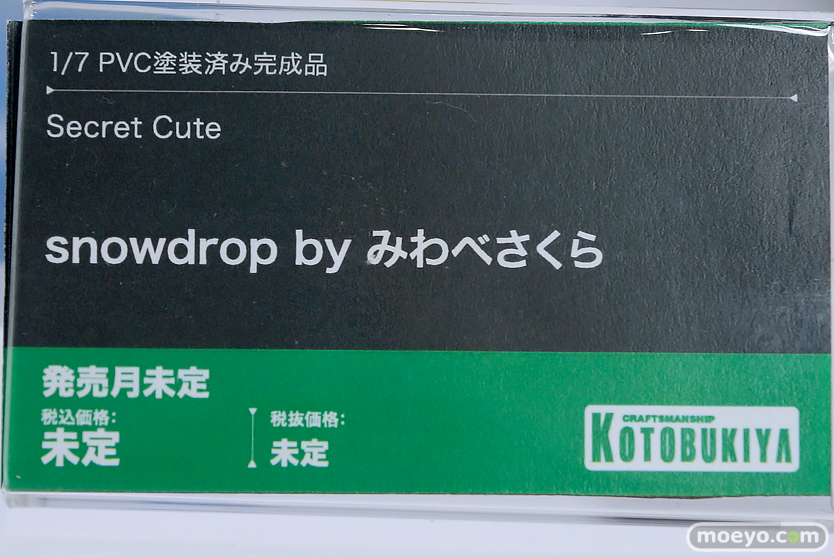 1/7 PVC塗装済み完成品
Secret Cute
snowdrop by みわべさくら
発売月未定
税込価格:
未定
税抜価格:
未定
CRAFTSMANSHIP
KOTOBUKIYA
moeyo.com